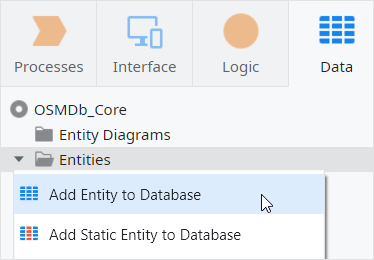 Processes Interface Logic Data
OSMDb_Core
Entity Diagrams
Entities
Add Entity to Database
Add Static Entity to Database